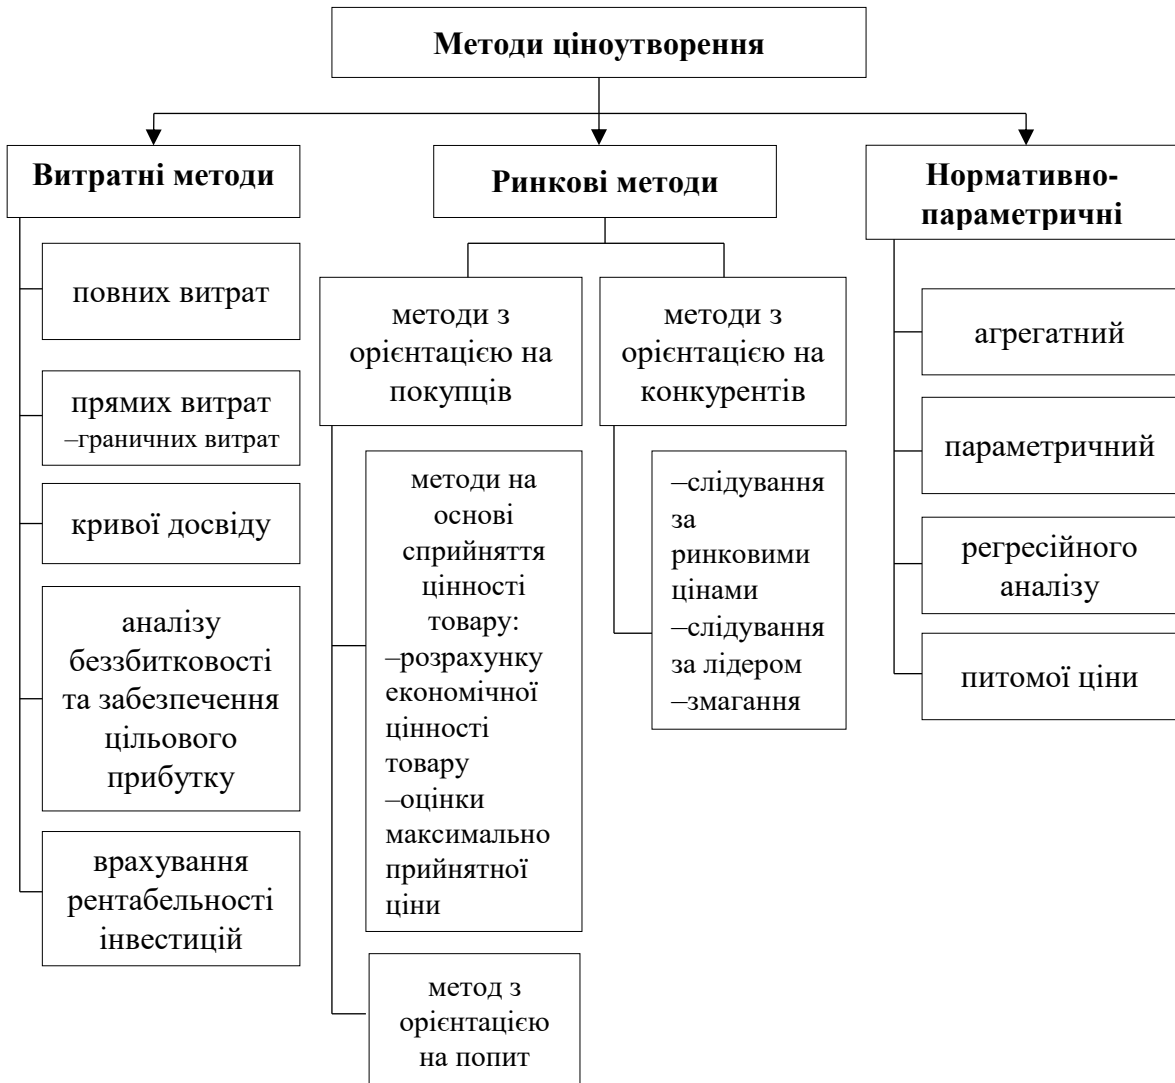 Методи ціноутворення
Витратні методи
повних витрат
прямих витрат
–граничних витрат
кривої досвіду
аналізу
беззбитковості
та забезпечення
цільового
прибутку
врахування
рентабельності
інвестицій
Ринкові методи
методи з
орієнтацією на
покупців
методи на
основі
сприйняття
цінності
товару:
–розрахунку
економічної
цінності
товару
–оцінки
максимально
прийнятної
ціни
метод з
орієнтацією
на попит
методи з
орієнтацією на
конкурентів
–слідування
за
ринковими
цінами
–слідування
за лідером
–змагання
Нормативно-
параметричні
агрегатний
параметричний
регресійного
аналізу
питомої ціни